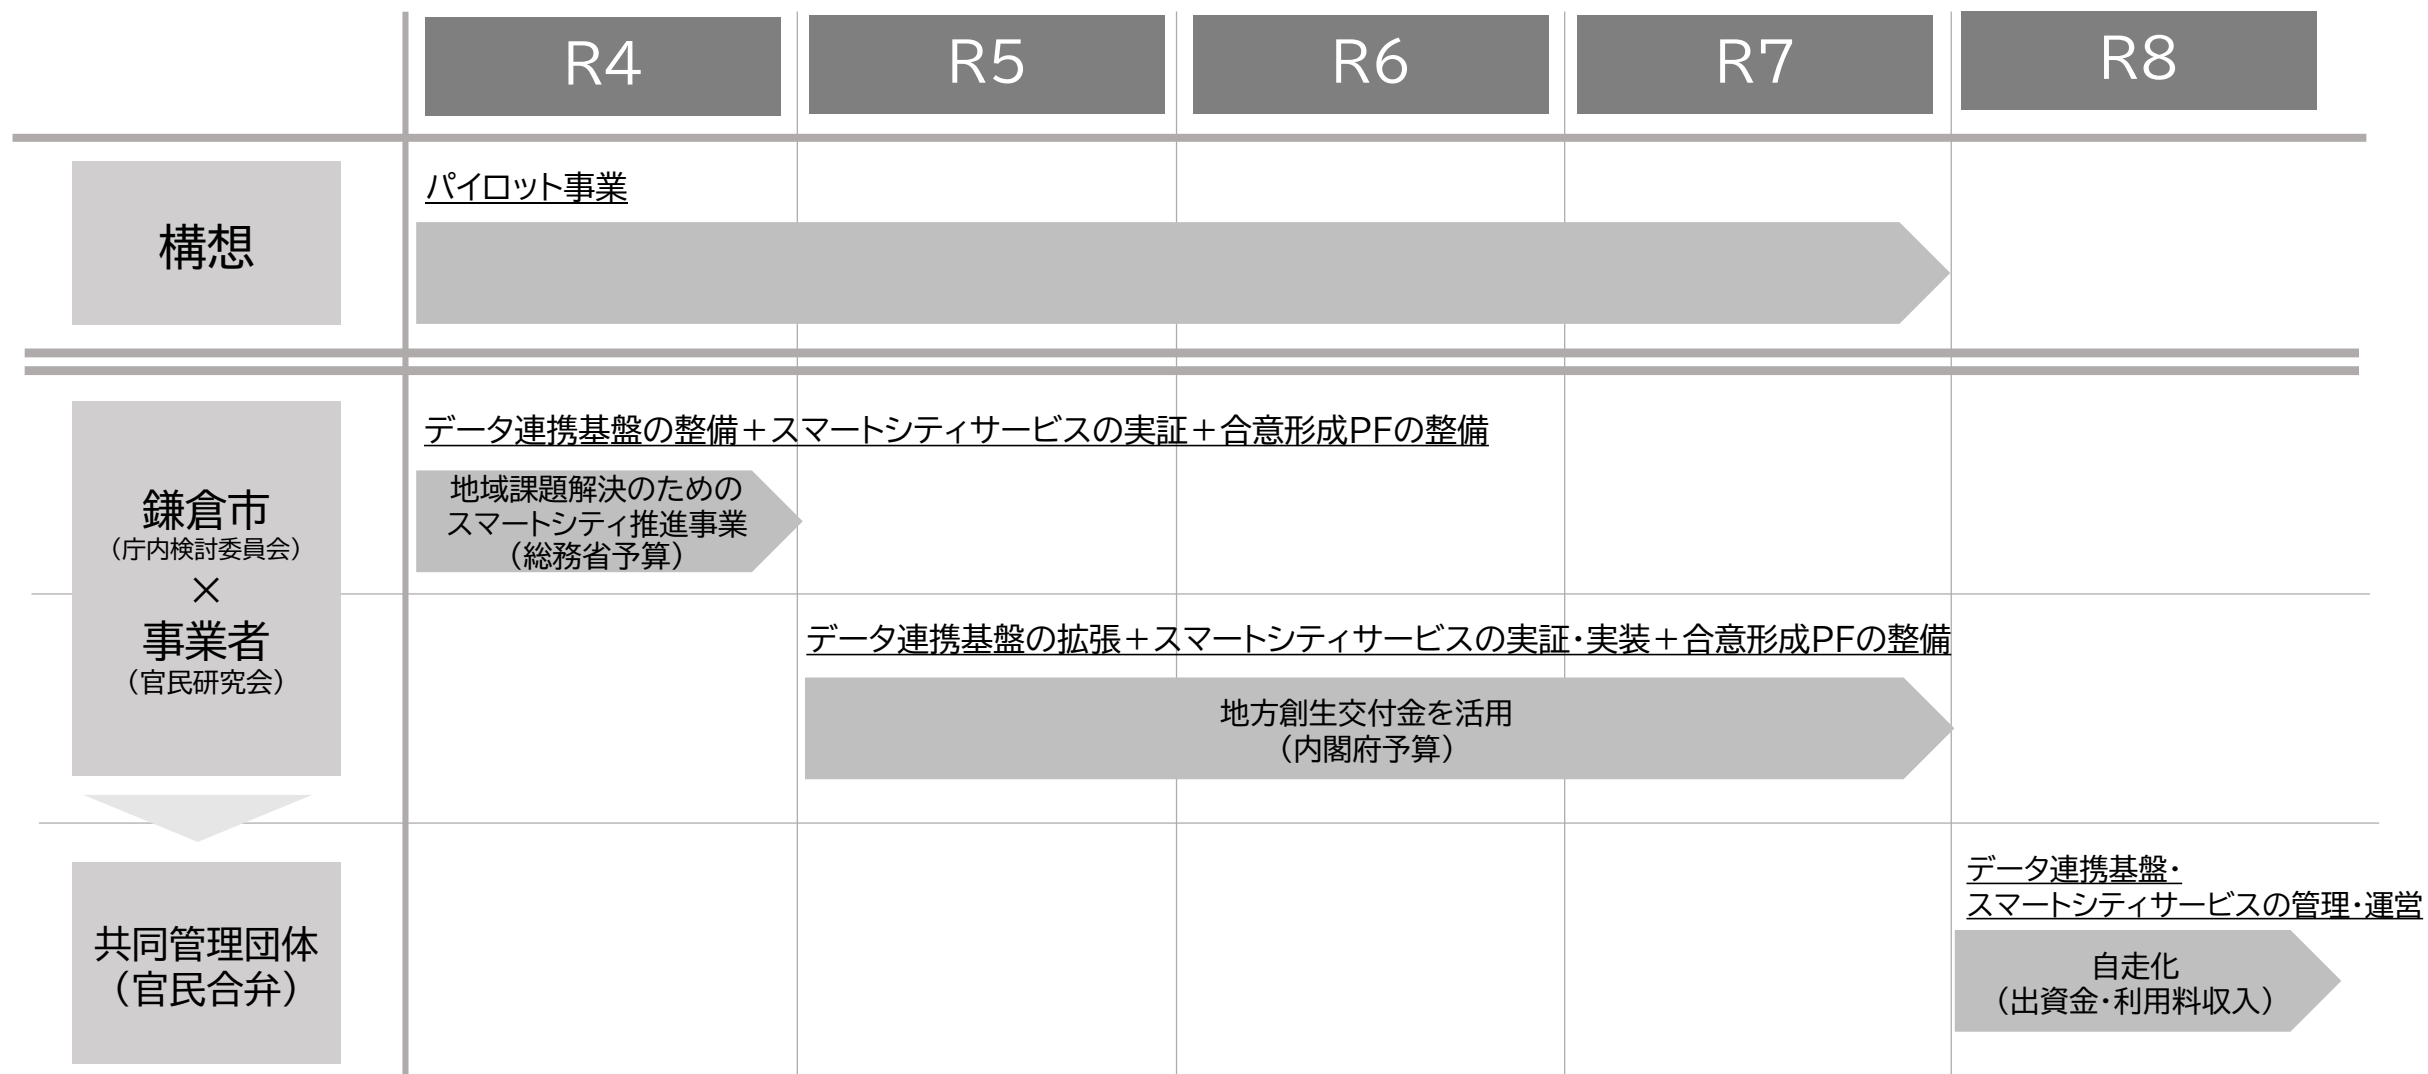 R4
R5
R6
R7
R8
構想
パイロット事業
鎌倉市
（庁内検討委員会）
×
事業者
（官民研究会）
データ連携基盤の整備＋スマートシティサービスの実証＋合意形成PFの整備
地域課題解決のための
スマートシティ推進事業
（総務省予算）
データ連携基盤の拡張＋スマートシティサービスの実証・実装＋合意形成PFの整備
地方創生交付金を活用
（内閣府予算）
共同管理団体
（官民合弁）
データ連携基盤・
スマートシティサービスの管理・運営
自走化
（出資金・利用料収入）